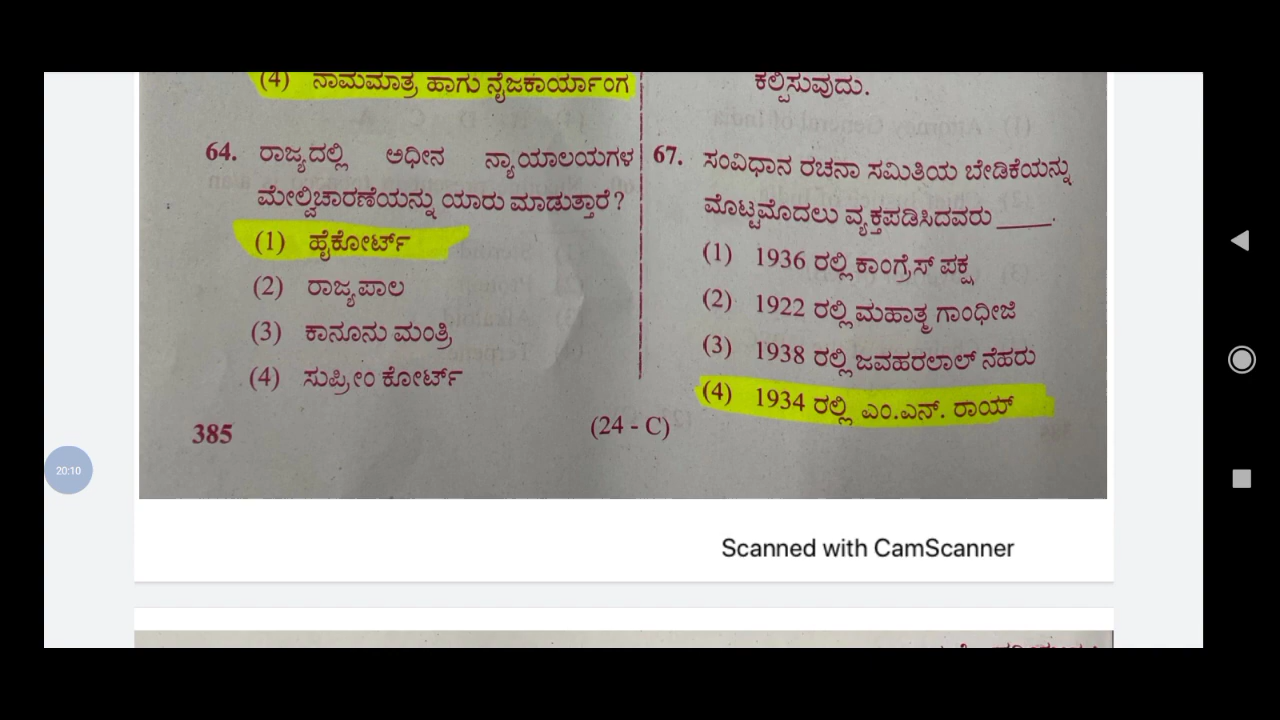 (4) ನಾಮಮಾತ್ರ ಹಾಗು ನೈಜಕಾರ್ಯಾಂಗ
64. ರಾಜ್ಯದಲ್ಲಿ ಅಧೀನ ನ್ಯಾಯಾಲಯಗಳ
ಮೇಲ್ವಿಚಾರಣೆಯನ್ನು ಯಾರು ಮಾಡುತ್ತಾರೆ?
(1) ಹೈಕೋರ್ಟ್
(2) ರಾಜ್ಯಪಾಲ
(3) ಕಾನೂನು ಮಂತ್ರಿ
(4) ಸುಪ್ರೀಂ ಕೋರ್ಟ್
385
(24 - C)
ಕಲ್ಪಿಸುವುದು.
67. ಸಂವಿಧಾನ ರಚನಾ ಸಮಿತಿಯ ಬೇಡಿಕೆಯನ್ನು
ಮೊಟ್ಟಮೊದಲು ವ್ಯಕ್ತಪಡಿಸಿದವರು ____.
(1) 1936 ರಲ್ಲಿ ಕಾಂಗ್ರೆಸ್ ಪಕ್ಷ
(2) 1922 ರಲ್ಲಿ ಮಹಾತ್ಮ ಗಾಂಧೀಜಿ
(3) 1938 ರಲ್ಲಿ ಜವಹರಲಾಲ್ ನೆಹರು
(4) 1934 ರಲ್ಲಿ ಎಂ.ಎನ್. ರಾಯ್
20:10
Scanned with CamScanner